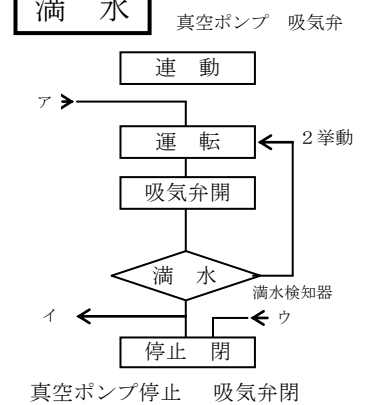 満 水
真空ポンプ 吸気弁
運 動
ア
運 転
2挙動
吸気弁開
満 水
満水検知器
イ
ウ
停止 閉
真空ポンプ停止 吸気弁閉